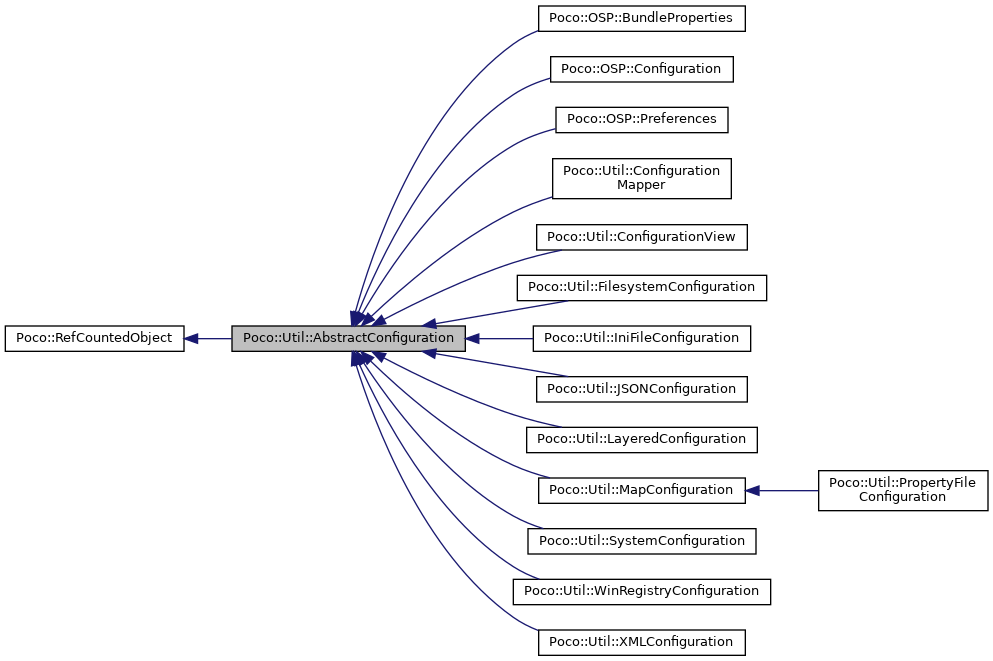 Poco::OSP::BundleProperties
Poco::OSP::Configuration
Poco::OSP::Preferences
Poco::Util::Configuration
Mapper
Poco::Util::ConfigurationView
Poco::Util::FilesystemConfiguration
Poco::RefCountedObject
Poco::Util::AbstractConfiguration
Poco::Util::IniFileConfiguration
Poco::Util::JSONConfiguration
Poco::Util::LayeredConfiguration
Poco::Util::MapConfiguration
Poco::Util::PropertyFile
Configuration
Poco::Util::SystemConfiguration
Poco::Util::WinRegistryConfiguration
Poco::Util::XMLConfiguration